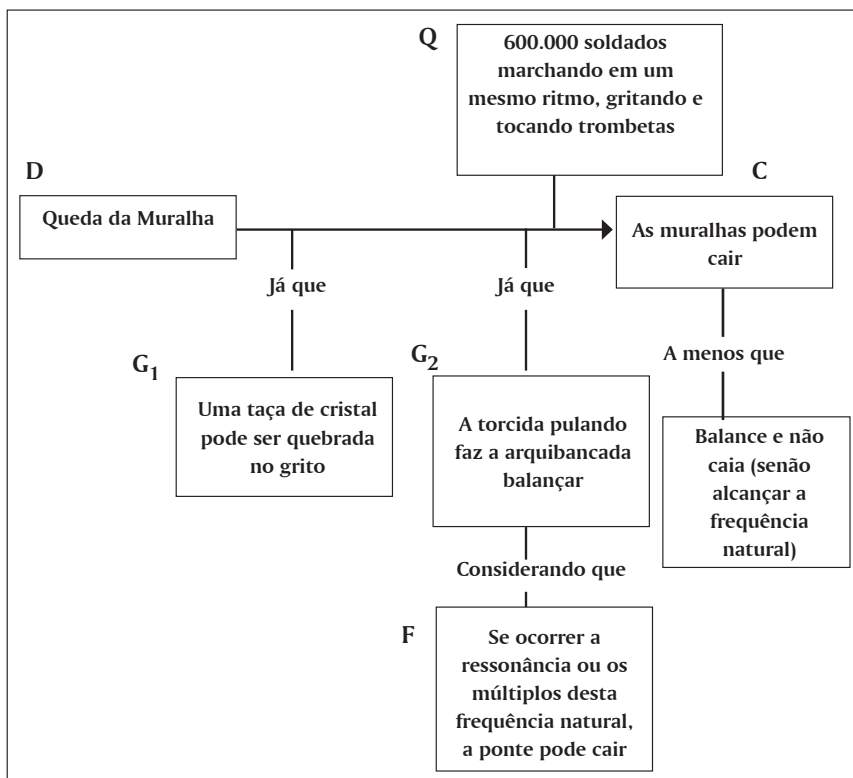 Q
600.000 soldados
marchando em um
mesmo ritmo, gritando e
tocando trombetas
D
Queda da Muralha
C
As muralhas podem
cair
Já que
Já que
A menos que
G1
Uma taça de cristal
pode ser quebrada
no grito
G2
A torcida pulando
faz a arquibancada
balançar
Balance e não
caia (senão
alcançar a
frequência
natural)
Considerando que
F
Se ocorrer a
ressonância ou os
múltiplos desta
frequência natural,
a ponte pode cair